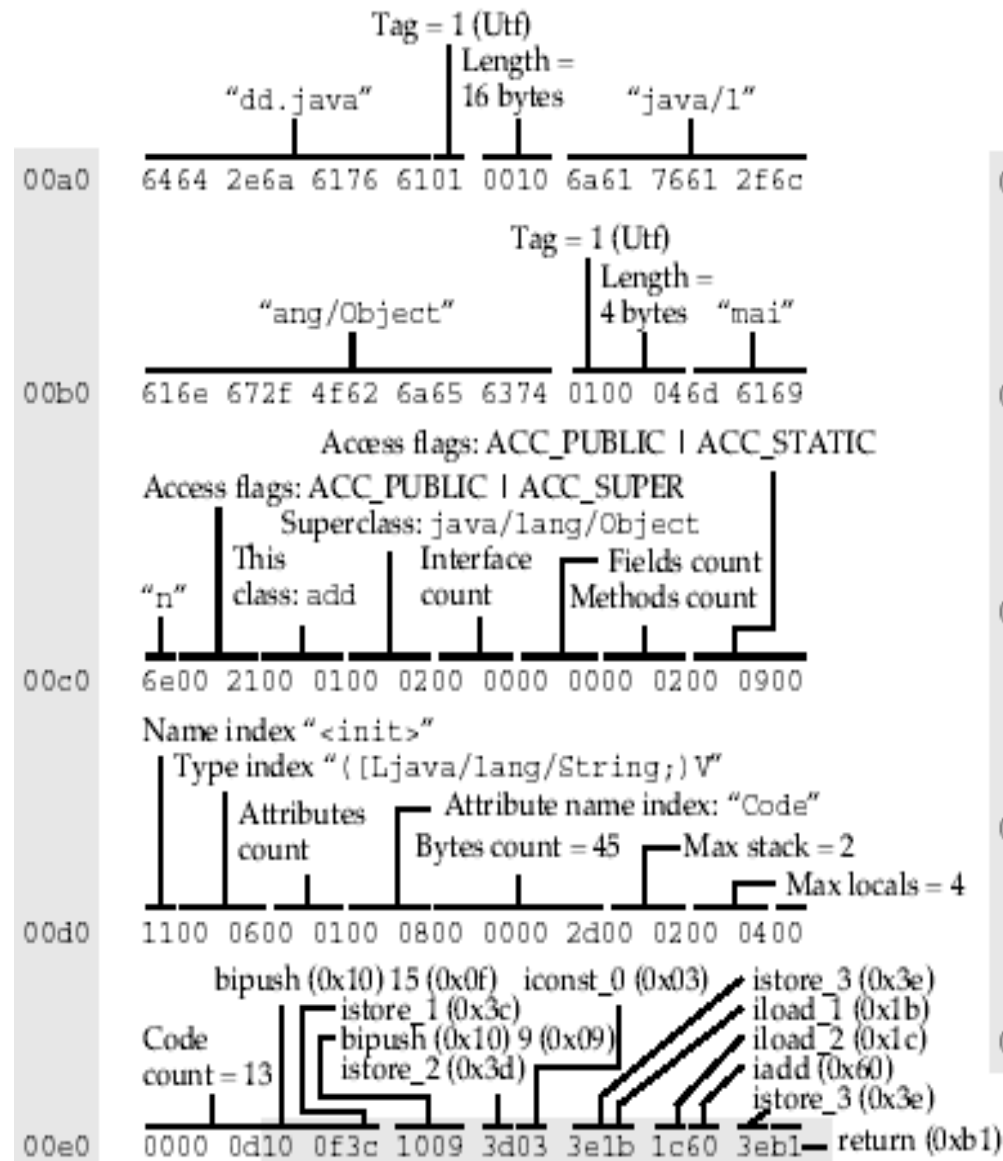 Tag = 1 (Utf)
Length =
16 bytes
“dd.java”
“java/l”
00a0 6464 2e6a 6176 6101 0010 6a61 7661 2f6c
Tag = 1 (Utf)
Length =
4 bytes
“ang/Object”
“mai”
00b0 616e 672f 4f62 6a65 6374 0100 046d 6169
Access flags: ACC_PUBLIC | ACC_STATIC
Access flags: ACC_PUBLIC | ACC_SUPER
Superclass: java/lang/Object
This
class: add
Interface
count
Fields count
Methods count
“n”
00c0 6e00 2100 0100 0200 0000 0000 0200 0900
Name index “<init>”
Type index “([Ljava/lang/String;)V”
Attributes
count
Attribute name index: “Code”
Bytes count = 45
Max stack = 2
Max locals = 4
00d0 1100 0600 0100 0800 0000 2d00 0200 0400
bipush (0x10) 15 (0x0f)
iconst_0 (0x03)
istore_3 (0x3e)
istore_1 (0x3c)
iload_1 (0x1b)
Code
count = 13
bipush (0x10) 9 (0x09)
iload_2 (0x1c)
istore_2 (0x3d)
iadd (0x60)
istore_3 (0x3e)
00e0 0000 0d10 0f3c 1009 3d03 3e1b 1c60 3eb1
return (0xb1)